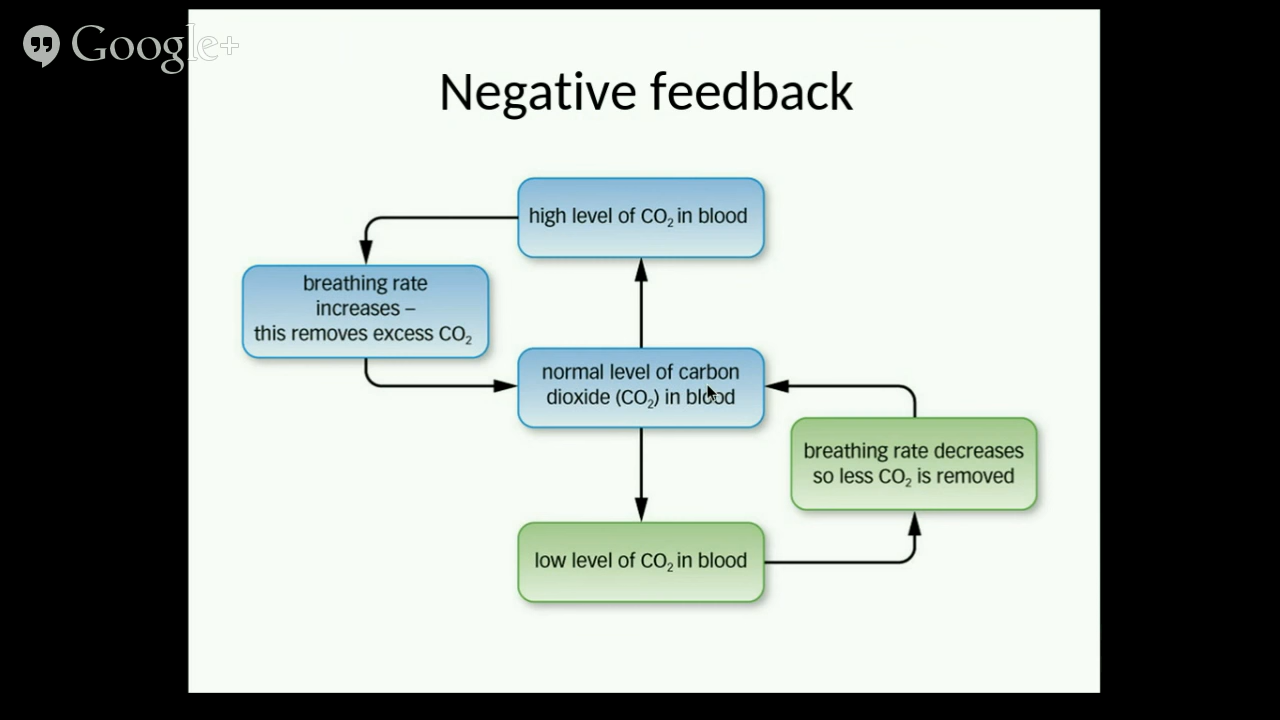 Google+
Negative feedback
high level of CO₂ in blood
breathing rate
increases –
this removes excess CO₂
normal level of carbon
dioxide (CO₂) in blood
breathing rate decreases
so less CO₂ is removed
low level of CO₂ in blood